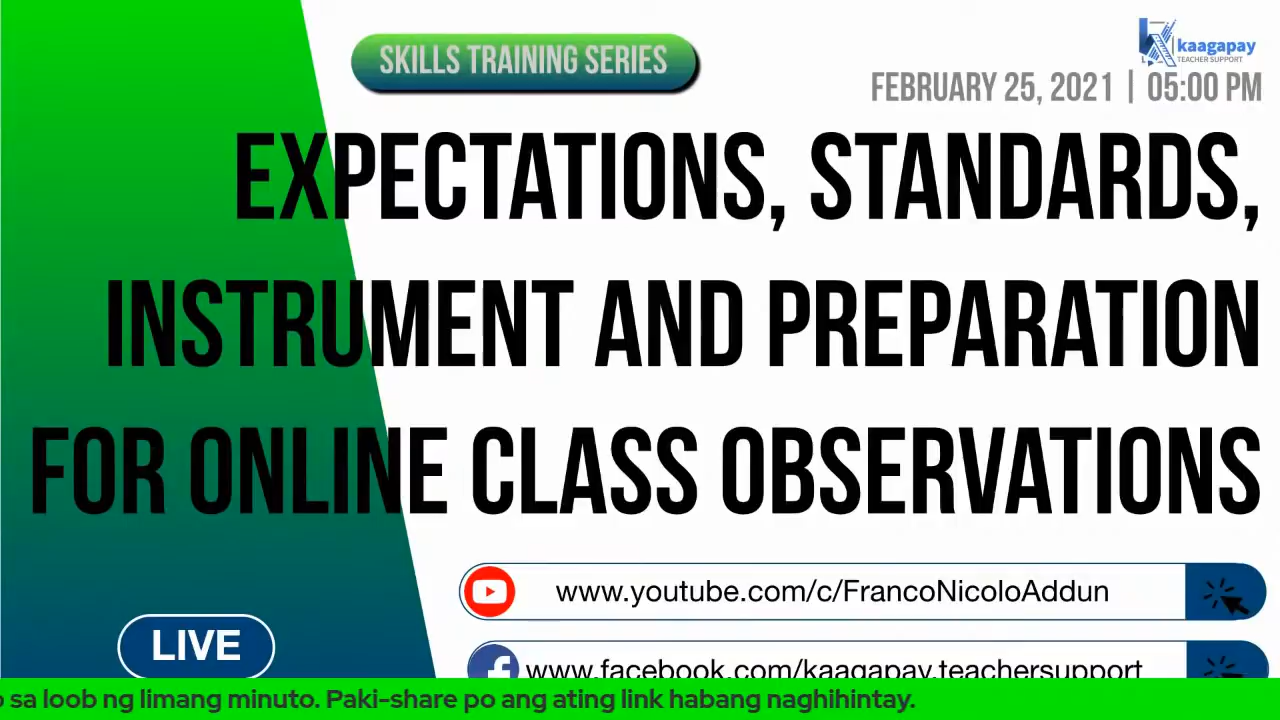 SKILLS TRAINING SERIES
kaagapay
TEACHER SUPPORT
FEBRUARY 25, 2021 | 05:00 PM
EXPECTATIONS, STANDARDS,
INSTRUMENT AND PREPARATION
FOR ONLINE CLASS OBSERVATIONS
www.youtube.com/c/FrancoNicoloAddun
LIVE
www.facebook.com/kaagapay.teachersupport
sa loob ng limang minuto. Paki-share po ang ating link habang naghihintay.